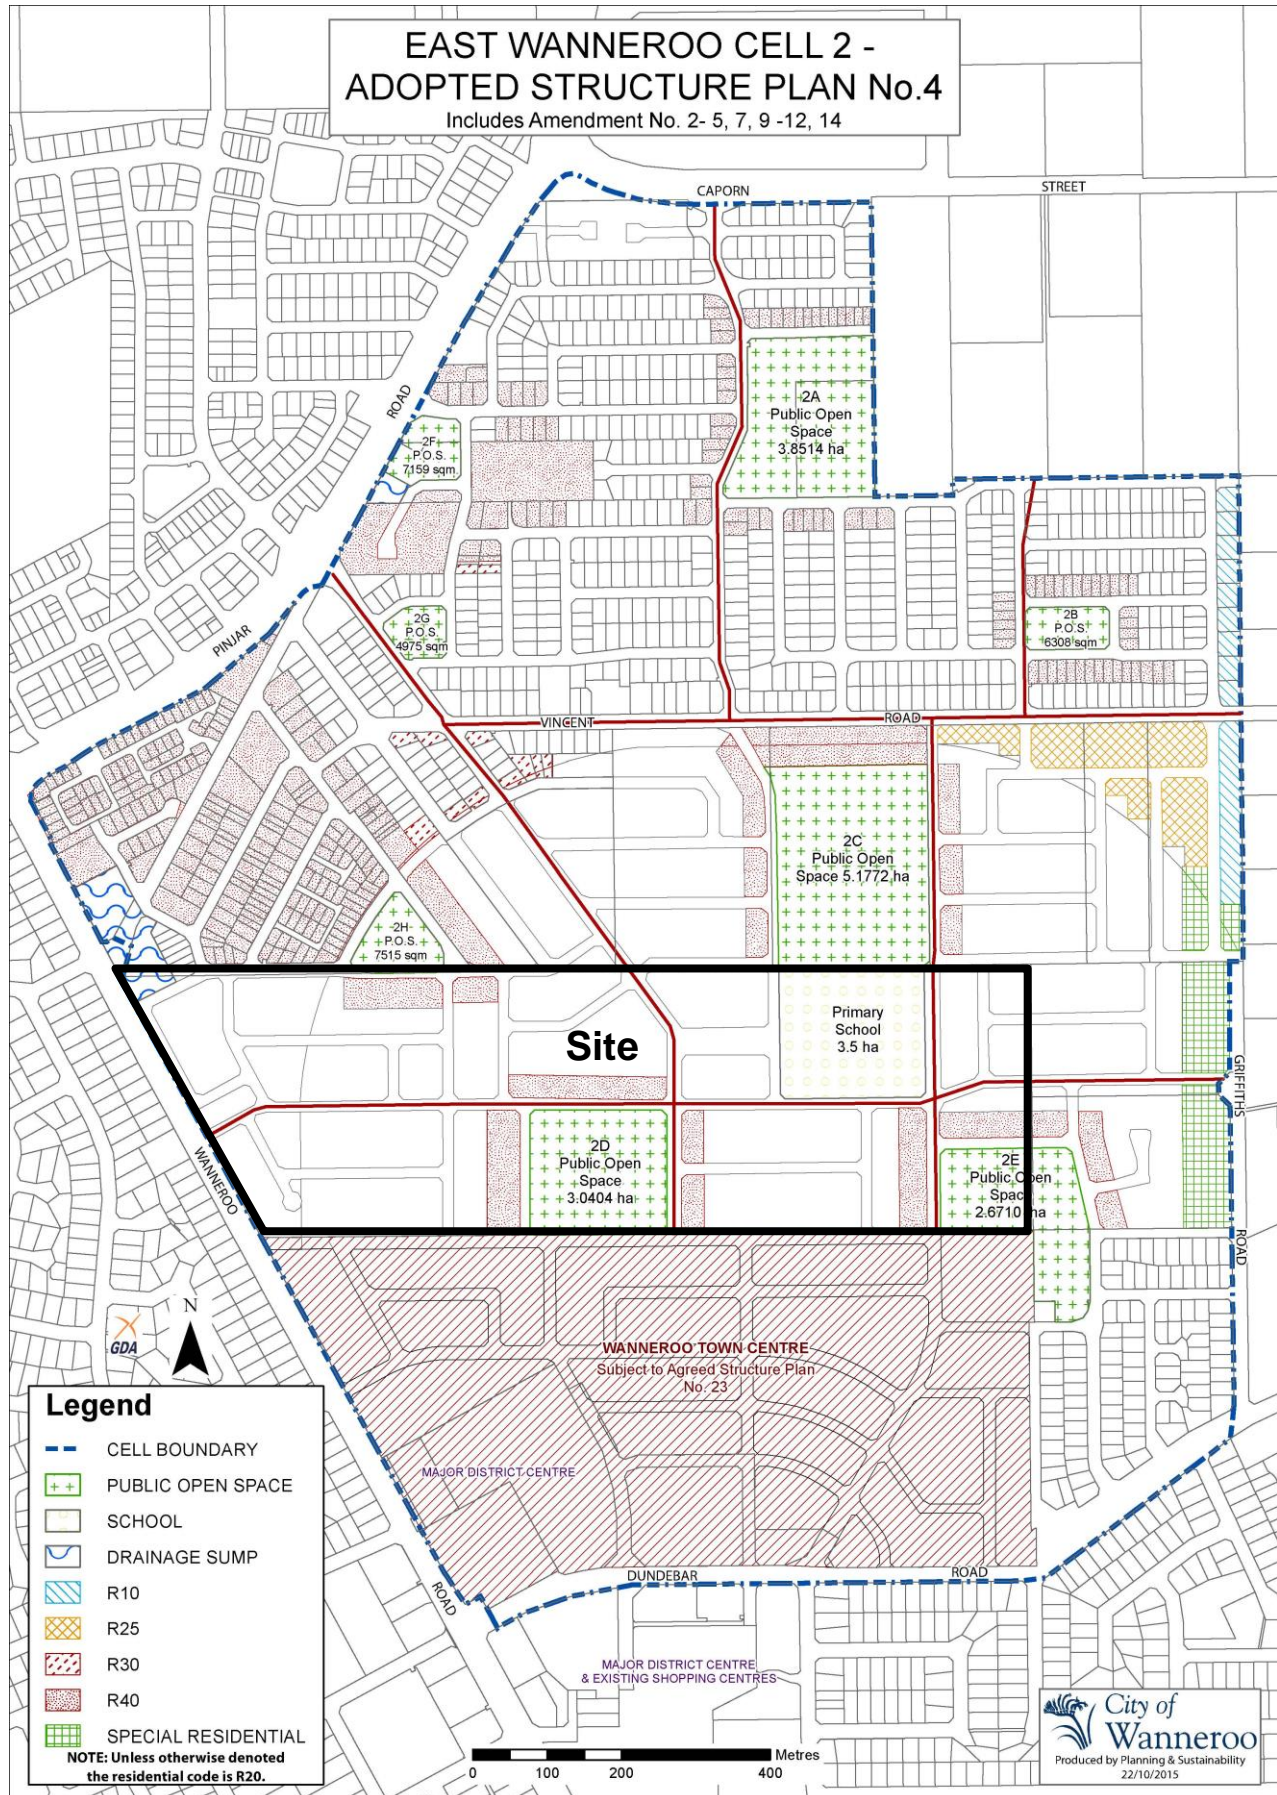 EAST WANNEROO CELL 2 -
ADOPTED STRUCTURE PLAN No.4
Includes Amendment No. 2- 5, 7, 9 -12, 14
CAPORN
STREET
ROAD
2A
Public Open
Space
3.8514 ha
2F
P.O.S.
7159 sqm
2G
P.O.S.
4975 sqm
2B
P.O.S.
6308 sqm
PINJAR
VINCENT
ROAD
2C
Public Open
Space 5.1772 ha
2H
P.O.S.
7515 sqm
Primary
School
3.5 ha
Site
GRIFFITHS
WANNEROO
2D
Public Open
Space
3.0404 ha
2E
Public Open
Space
2.6710 ha
ROAD
N
GDA
WANNEROO TOWN CENTRE
Subject to Agreed Structure Plan
No. 23
MAJOR DISTRICT CENTRE
DUNDEBAR
ROAD
ROAD
MAJOR DISTRICT CENTRE
& EXISTING SHOPPING CENTRES
Legend
CELL BOUNDARY
PUBLIC OPEN SPACE
SCHOOL
DRAINAGE SUMP
R10
R25
R30
R40
SPECIAL RESIDENTIAL
NOTE: Unless otherwise denoted
the residential code is R20.
Metres
0 100 200 400
City of
Wanneroo
Produced by Planning & Sustainability
22/10/2015